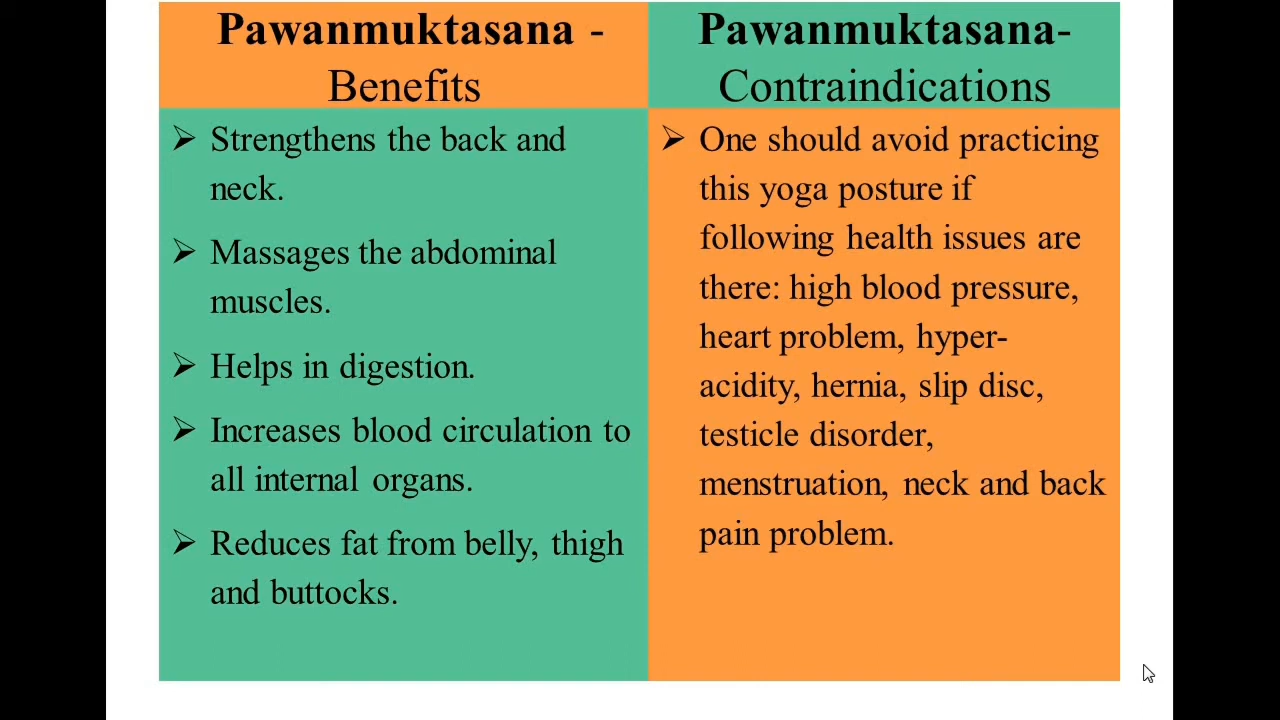 Pawanmuktasana -
Benefits
➢ Strengthens the back and
neck.
➢ Massages the abdominal
muscles.
➢ Helps in digestion.
➢ Increases blood circulation to
all internal organs.
➢ Reduces fat from belly, thigh
and buttocks.
Pawanmuktasana-
Contraindications
➢ One should avoid practicing
this yoga posture if
following health issues are
there: high blood pressure,
heart problem, hyper-
acidity, hernia, slip disc,
testicle disorder,
menstruation, neck and back
pain problem.